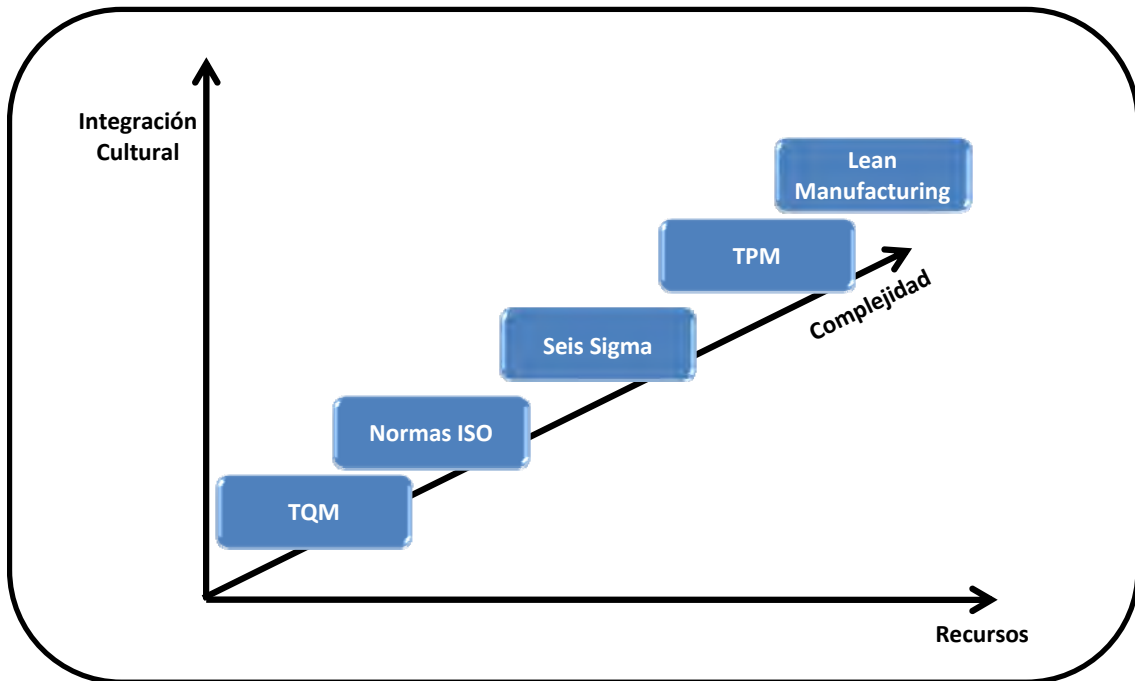 Integración
Cultural
Lean
Manufacturing
TPM
Complejidad
Seis Sigma
Normas ISO
TQM
Recursos